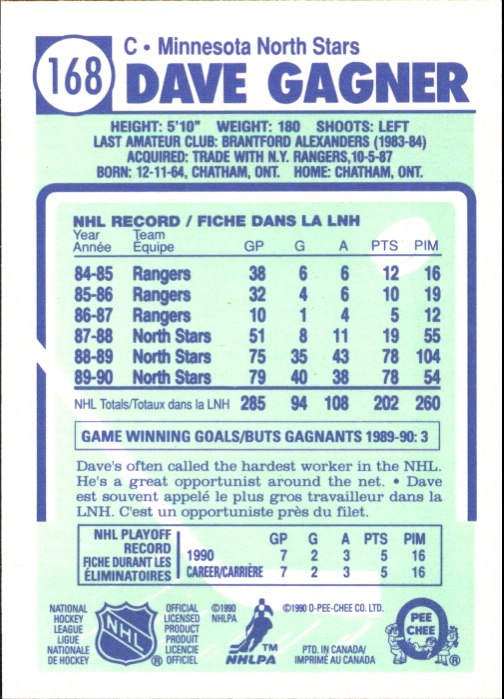 168
C • Minnesota North Stars
DAVE GAGNER
HEIGHT: 5'10" WEIGHT: 180 SHOOTS: LEFT
LAST AMATEUR CLUB: BRANTFORD ALEXANDERS (1983-84)
ACQUIRED: TRADE WITH N.Y. RANGERS,10-5-87
BORN: 12-11-64, CHATHAM, ONT. HOME: CHATHAM, ONT.
NHL RECORD / FICHE DANS LA LNH
Year Team
Année Équipe GP G A PTS PIM
84-85 Rangers 38 6 6 12 16
85-86 Rangers 32 4 6 10 19
86-87 Rangers 10 1 4 5 12
87-88 North Stars 51 8 11 19 55
88-89 North Stars 75 35 43 78 104
89-90 North Stars 79 40 38 78 54
NHL Totals/Totaux dans la LNH 285 94 108 202 260
GAME WINNING GOALS/BUTS GAGNANTS 1989-90: 3
Dave's often called the hardest worker in the NHL.
He's a great opportunist around the net. • Dave
est souvent appelé le plus gros travailleur dans la
LNH. C'est un opportuniste près du filet.
NHL PLAYOFF
RECORD
FICHE DURANT LES
ÉLIMINATOIRES
GP G A PTS PIM
1990 7 2 3 5 16
CAREER/CARRIÈRE 7 2 3 5 16
NATIONAL
HOCKEY
LEAGUE
LIGUE
NATIONALE
DE HOCKEY
NHL
®
OFFICIAL
LICENSED
PRODUCT
PRODUIT
LICENCIE
OFFICIEL
©1990
NHLPA
TM
NHLPA
©1990 O-PEE-CHEE CO. LTD.
PTD. IN CANADA/
IMPRIMÉ AU CANADA
PEE
CHEE
®